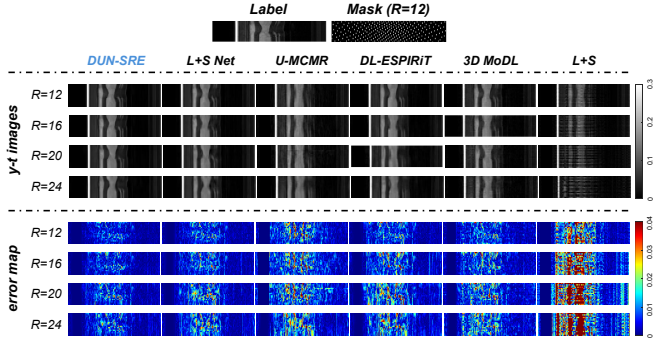 Label Mask (R=12)
DUN-SRE L+S Net U-MCMR DL-ESPIRiT 3D MoDL L+S
y-t images
R=12
R=16
R=20
R=24
0.3
0.2
0.1
0
error map
R=12
R=16
R=20
R=24
0.04
0.03
0.02
0.01
0